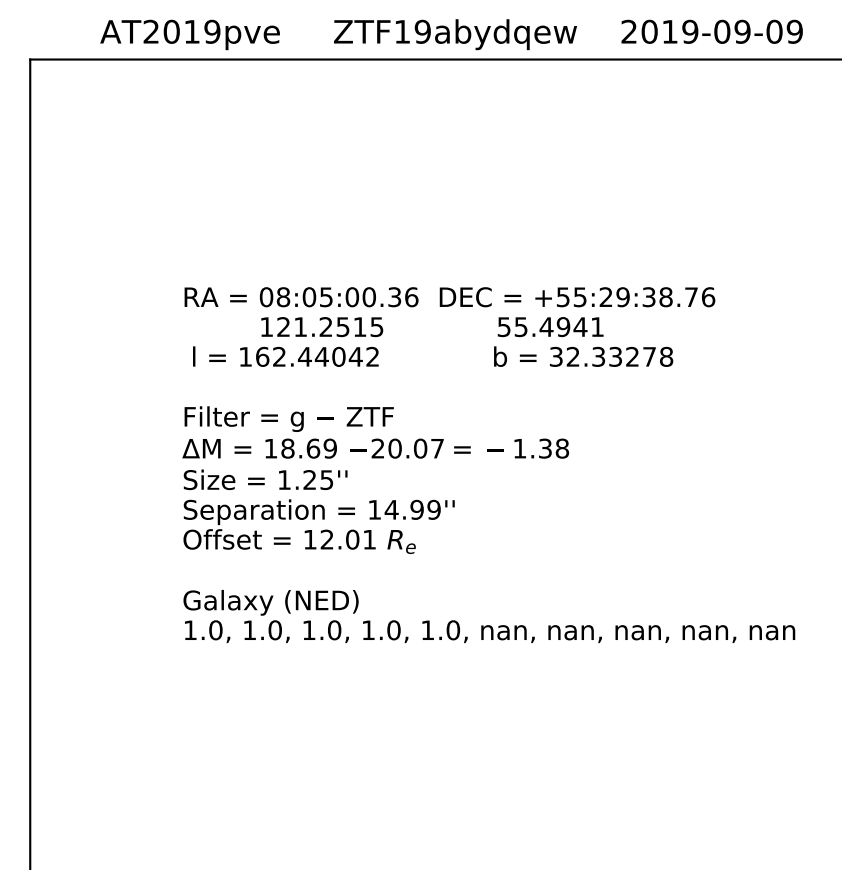 AT2019pve ZTF19abydqew 2019-09-09
RA = 08:05:00.36 DEC = +55:29:38.76
121.2515 55.4941
l = 162.44042 b = 32.33278
Filter = g − ZTF
ΔM = 18.69 −20.07 = − 1.38
Size = 1.25''
Separation = 14.99''
Offset = 12.01 Re
Galaxy (NED)
1.0, 1.0, 1.0, 1.0, 1.0, nan, nan, nan, nan, nan